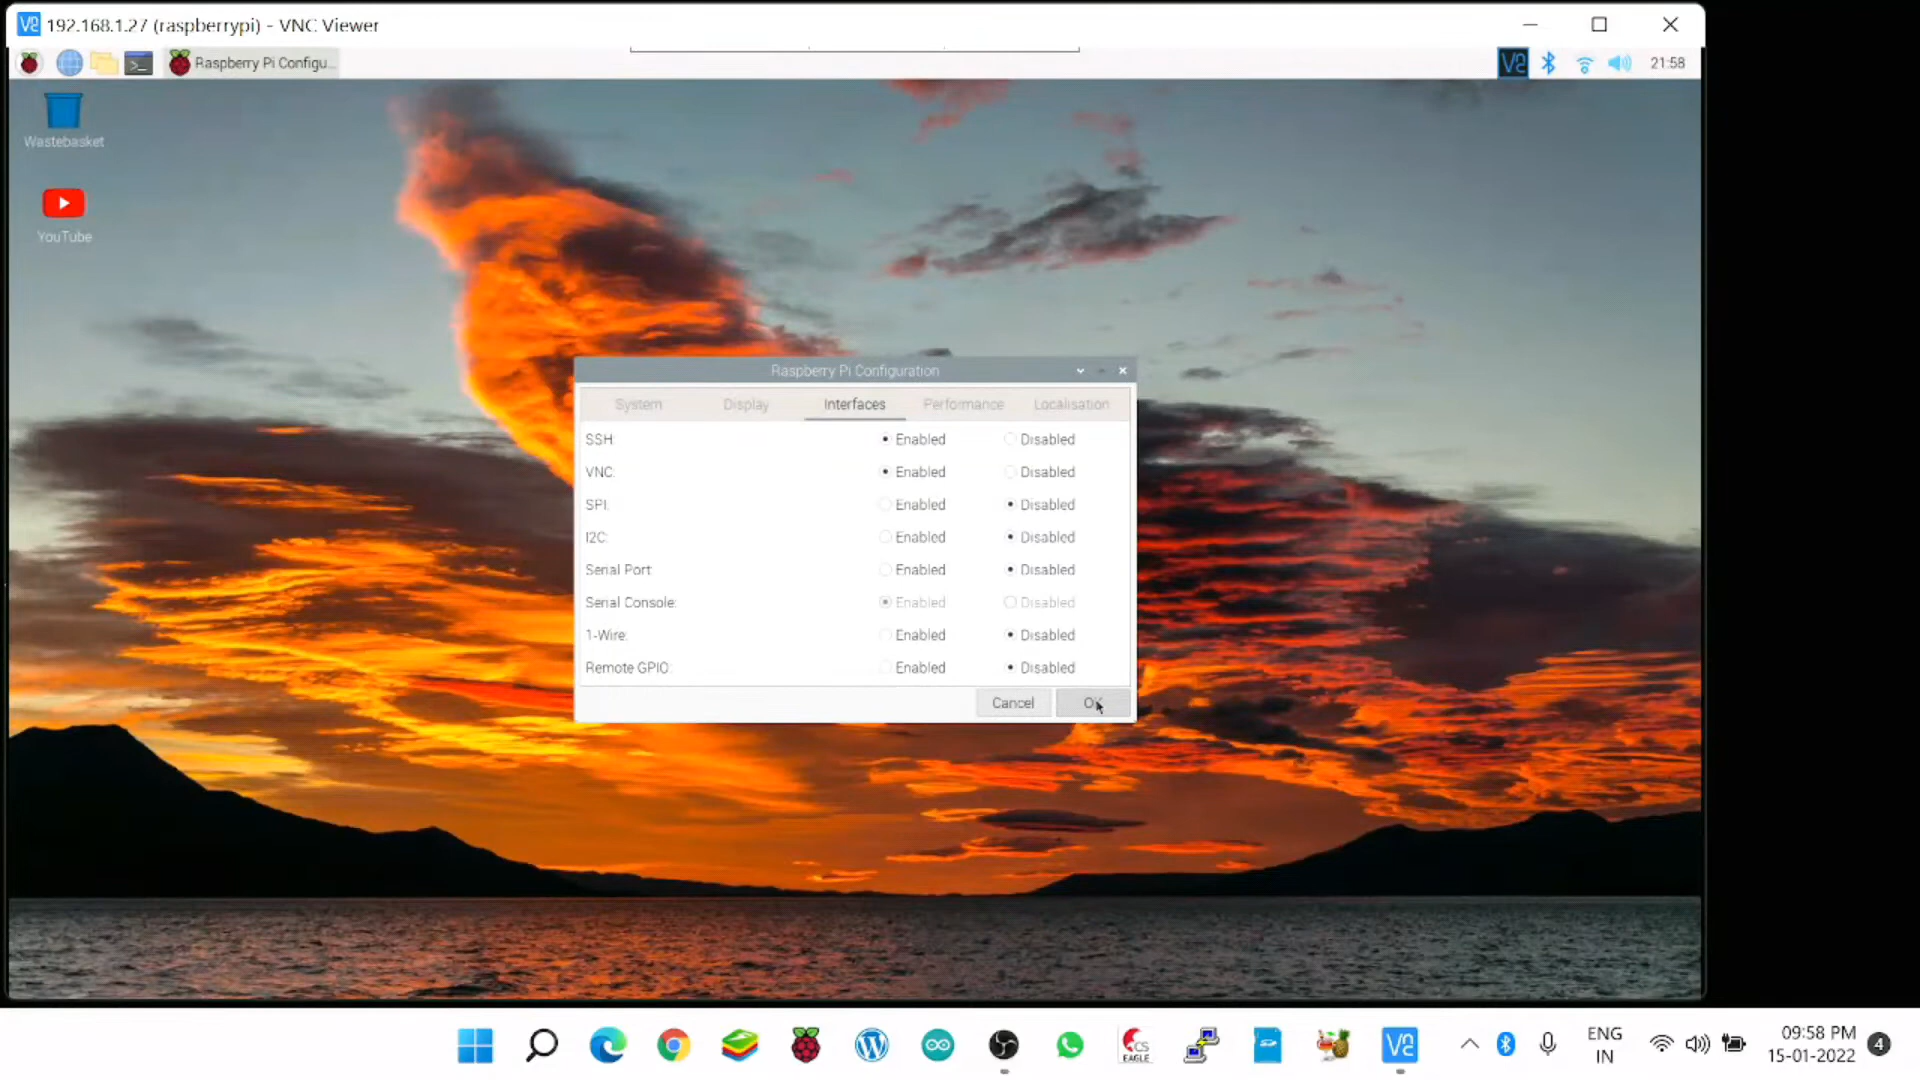 192.168.1.27 (raspberrypi) - VNC Viewer
Raspberry Pi Configu...
21:58
Wastebasket
YouTube
Raspberry Pi Configuration
System Display Interfaces Performance Localisation
SSH: Enabled Disabled
VNC: Enabled Disabled
SPI: Enabled Disabled
I2C: Enabled Disabled
Serial Port: Enabled Disabled
Serial Console: Enabled Disabled
1-Wire: Enabled Disabled
Remote GPIO: Enabled Disabled
Cancel OK
CS
EAGLE
ENG
IN
09:58 PM
15-01-2022
4